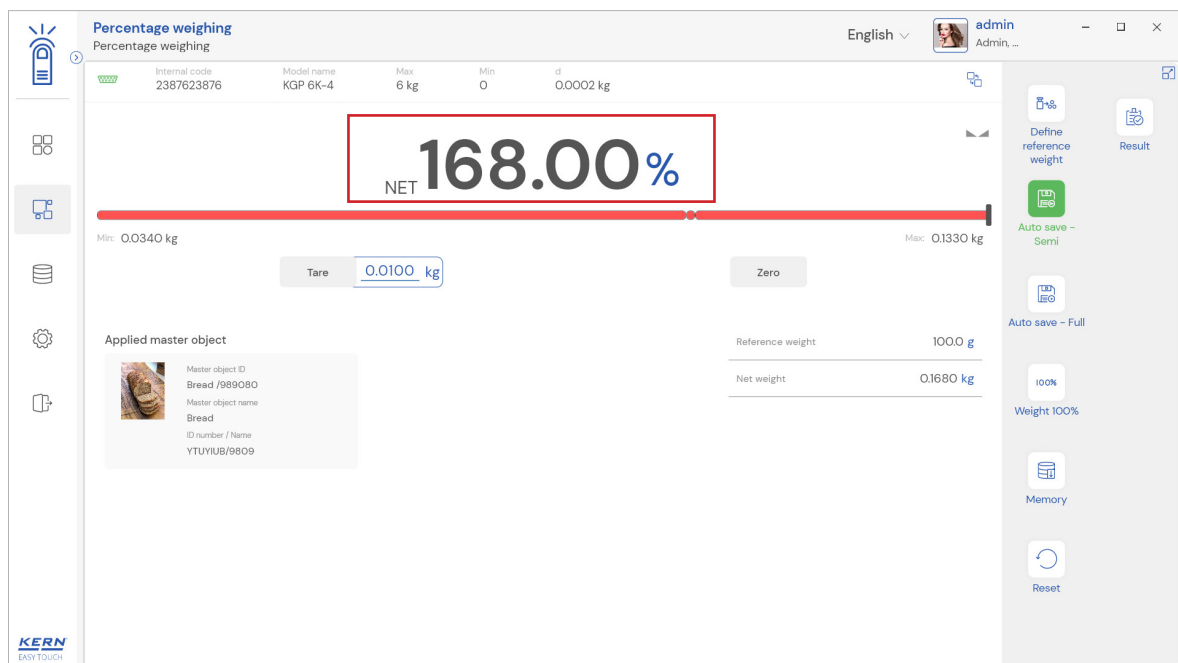 Percentage weighing
Percentage weighing
English
admin
Admin, ...
Internal code
2387623876
Model name
KGP 6K-4
Max
6 kg
Min
0
d
0.0002 kg
NET 168.00 %
Min: 0.0340 kg
Max: 0.1330 kg
Tare
0.0100 kg
Zero
Applied master object
Master object ID
Bread /989080
Master object name
Bread
ID number / Name
YTUYIUB/9809
Reference weight
100.0 g
Net weight
0.1680 kg
Define
reference
weight
Result
Auto save -
Semi
Auto save - Full
100%
Weight 100%
Memory
Reset
KERN
EASY TOUCH